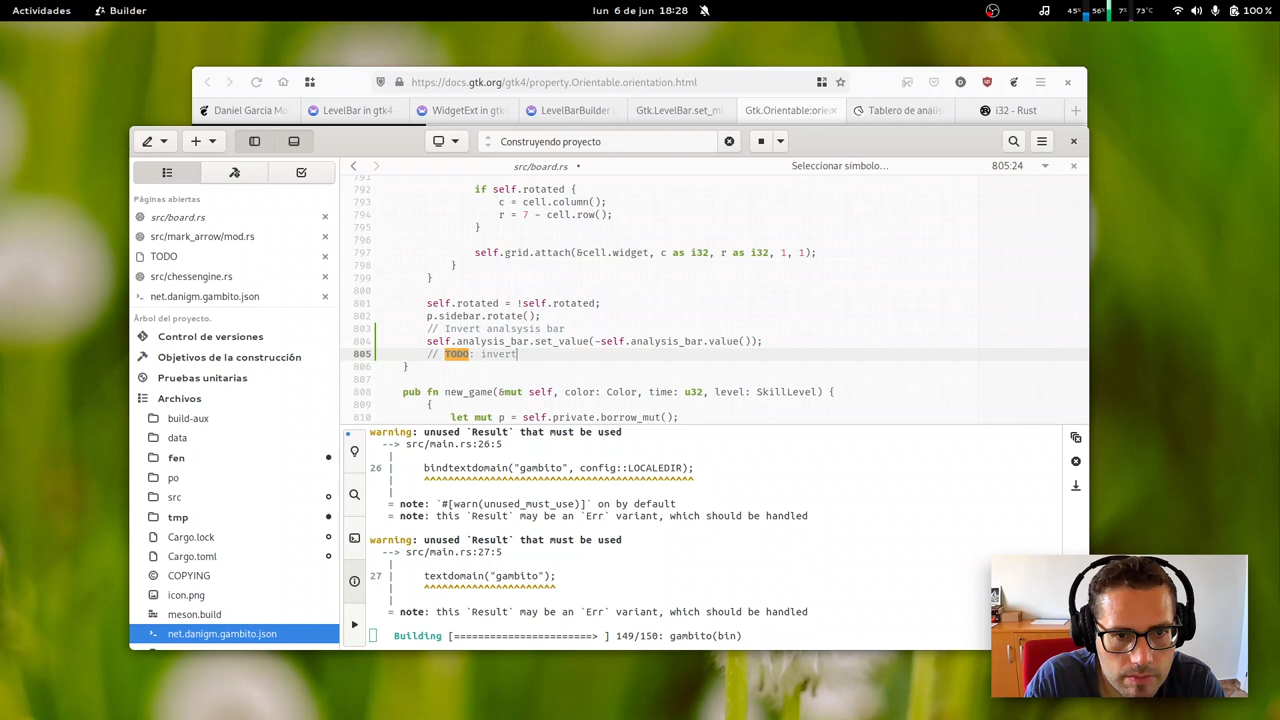 Actividades
Builder
lun 6 de jun 18:28
45%
56%
7%
73°C
100 %
https://docs.gtk.org/gtk4/property.Orientable.orientation.html
Daniel García Mo
LevelBar in gtk4
WidgetExt in gtk4
LevelBarBuilder i
Gtk.LevelBar.set_m
Gtk.Orientable:orie
Tablero de anális
i32 - Rust
Construyendo proyecto
src/board.rs •
Seleccionar símbolo…
805:24
Páginas abiertas
src/board.rs
src/mark_arrow/mod.rs
TODO
src/chessengine.rs
net.danigm.gambito.json
Árbol del proyecto.
Control de versiones
Objetivos de la construcción
Pruebas unitarias
Archivos
build-aux
data
fen
po
src
tmp
Cargo.lock
Cargo.toml
COPYING
icon.png
meson.build
net.danigm.gambito.json
791
792 if self.rotated {
793 c = cell.column();
794 r = 7 - cell.row();
795 }
796
797 self.grid.attach(&cell.widget, c as i32, r as i32, 1, 1);
798 }
799 }
800
801 self.rotated = !self.rotated;
802 p.sidebar.rotate();
803 // Invert analsysis bar
804 self.analysis_bar.set_value(-self.analysis_bar.value());
805 // TODO: invert
806 }
807
808 pub fn new_game(&mut self, color: Color, time: u32, level: SkillLevel) {
809 {
810 let mut p = self.private.borrow_mut();
warning: unused `Result` that must be used
--> src/main.rs:26:5
|
26 | bindtextdomain("gambito", config::LOCALEDIR);
| ^^^^^^^^^^^^^^^^^^^^^^^^^^^^^^^^^^^^^^^^^^^^^
|
= note: `#[warn(unused_must_use)]` on by default
= note: this `Result` may be an `Err` variant, which should be handled
warning: unused `Result` that must be used
--> src/main.rs:27:5
|
27 | textdomain("gambito");
| ^^^^^^^^^^^^^^^^^^^^^^
|
= note: this `Result` may be an `Err` variant, which should be handled
Building [=======================> ] 149/150: gambito(bin)